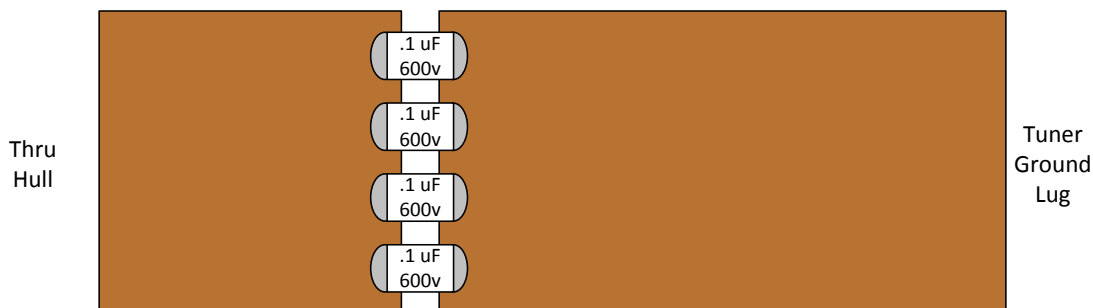 Thru
Hull
.1 uF
600v
.1 uF
600v
.1 uF
600v
.1 uF
600v
Tuner
Ground
Lug